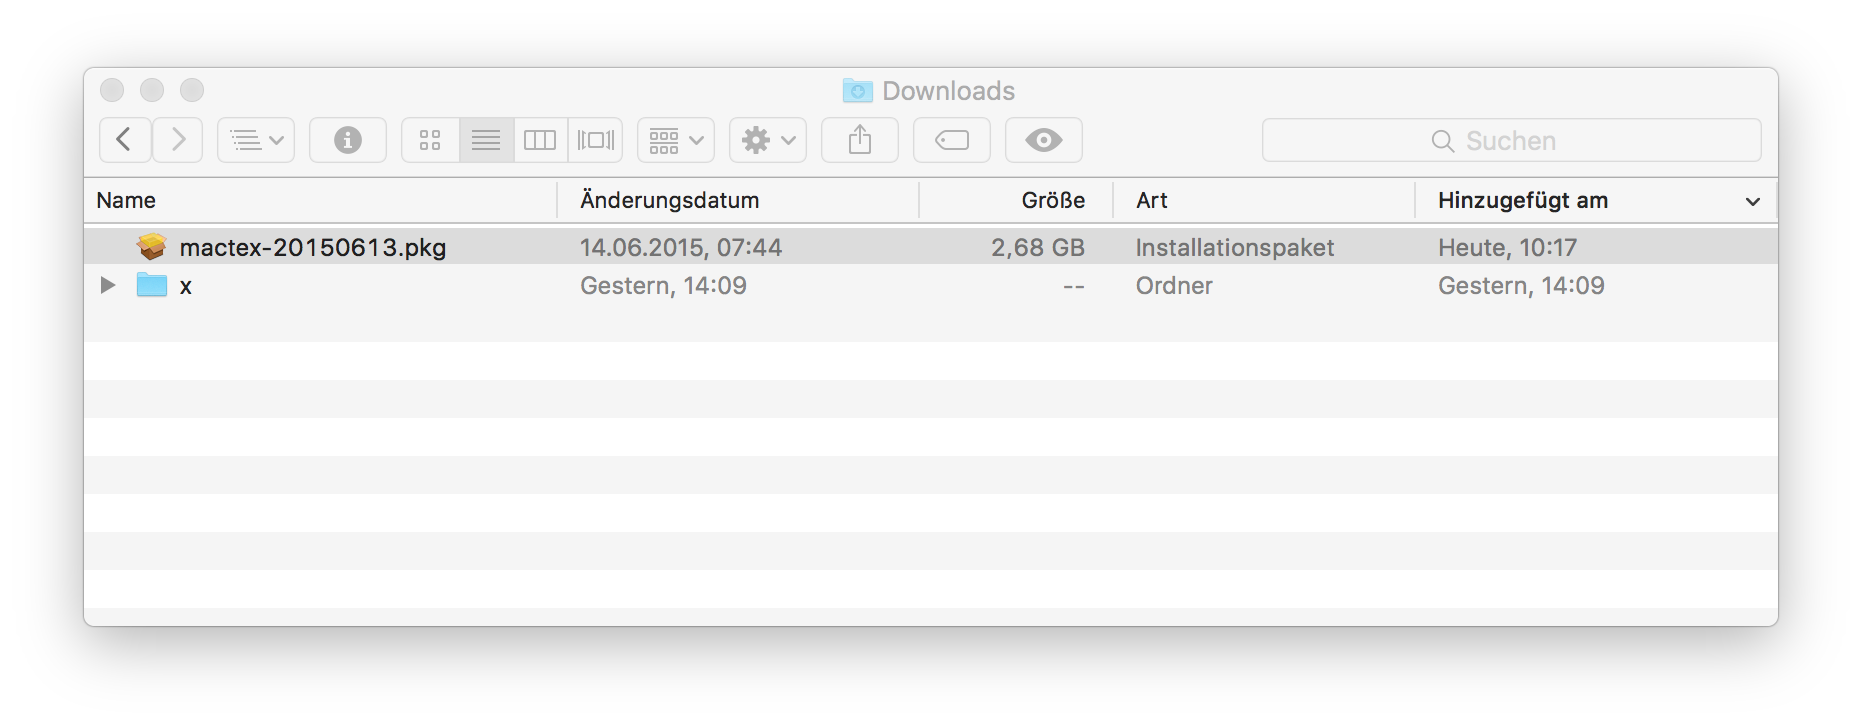 Downloads
Suchen
Name Änderungsdatum Größe Art Hinzugefügt am
mactex-20150613.pkg 14.06.2015, 07:44 2,68 GB Installationspaket Heute, 10:17
x Gestern, 14:09 -- Ordner Gestern, 14:09